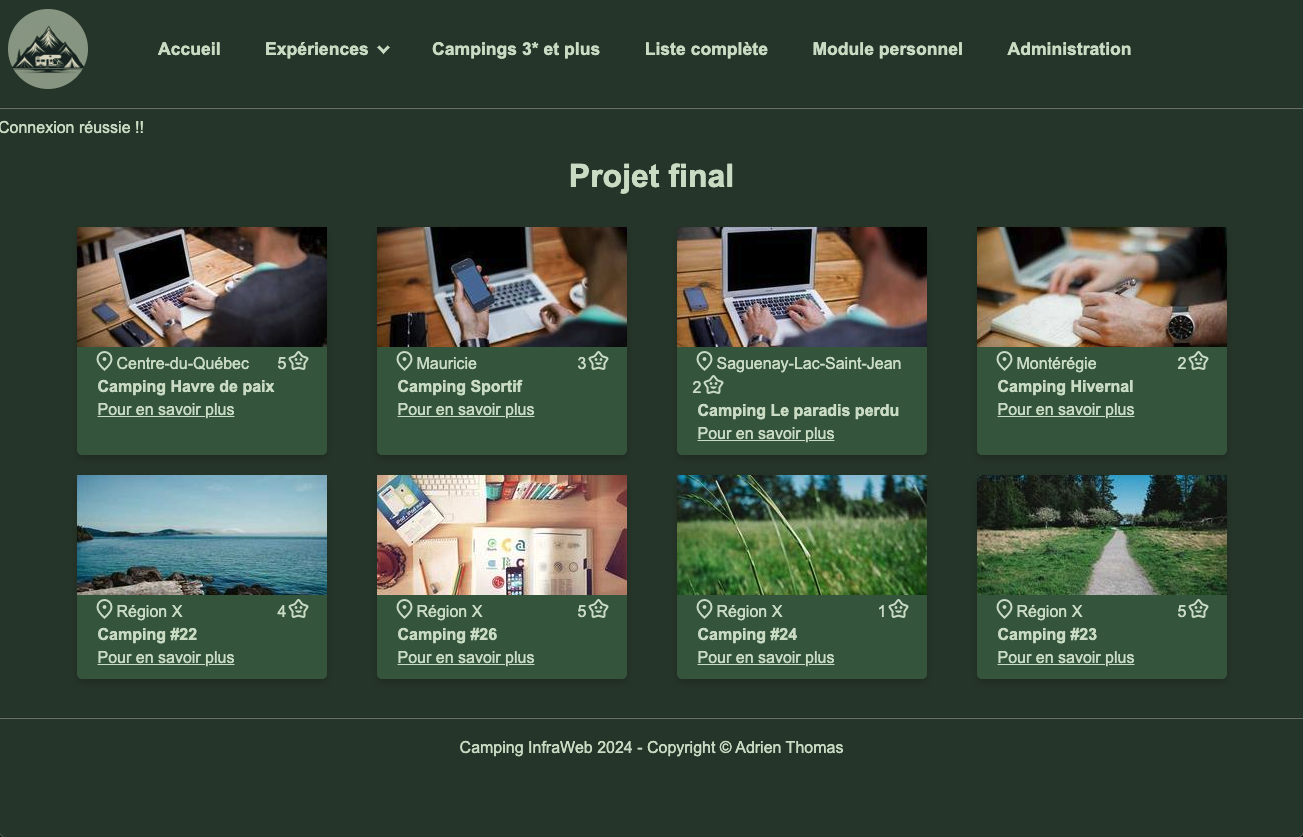 Accueil Expériences Campings 3* et plus Liste complète Module personnel Administration
Connexion réussie !!
Projet final
Centre-du-Québec 5
Camping Havre de paix
Pour en savoir plus
Mauricie 3
Camping Sportif
Pour en savoir plus
Saguenay-Lac-Saint-Jean
2
Camping Le paradis perdu
Pour en savoir plus
Montérégie 2
Camping Hivernal
Pour en savoir plus
Région X 4
Camping #22
Pour en savoir plus
Région X 5
Camping #26
Pour en savoir plus
Région X 1
Camping #24
Pour en savoir plus
Région X 5
Camping #23
Pour en savoir plus
Camping InfraWeb 2024 - Copyright © Adrien Thomas